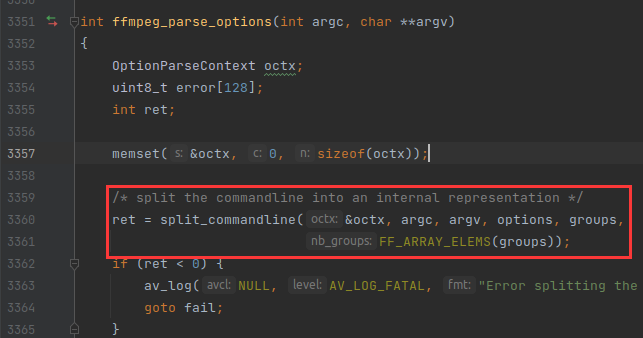 3351 int ffmpeg_parse_options(int argc, char **argv)
3352 {
3353 OptionParseContext octx;
3354 uint8_t error[128];
3355 int ret;
3356
3357 memset( s: &octx, c: 0, n: sizeof(octx));
3358
3359 /* split the commandline into an internal representation */
3360 ret = split_commandline( octx: &octx, argc, argv, options, groups,
3361 nb_groups: FF_ARRAY_ELEMS(groups));
3362 if (ret < 0) {
3363 av_log( avcl: NULL, level: AV_LOG_FATAL, fmt: "Error splitting the
3364 goto fail;
3365 }